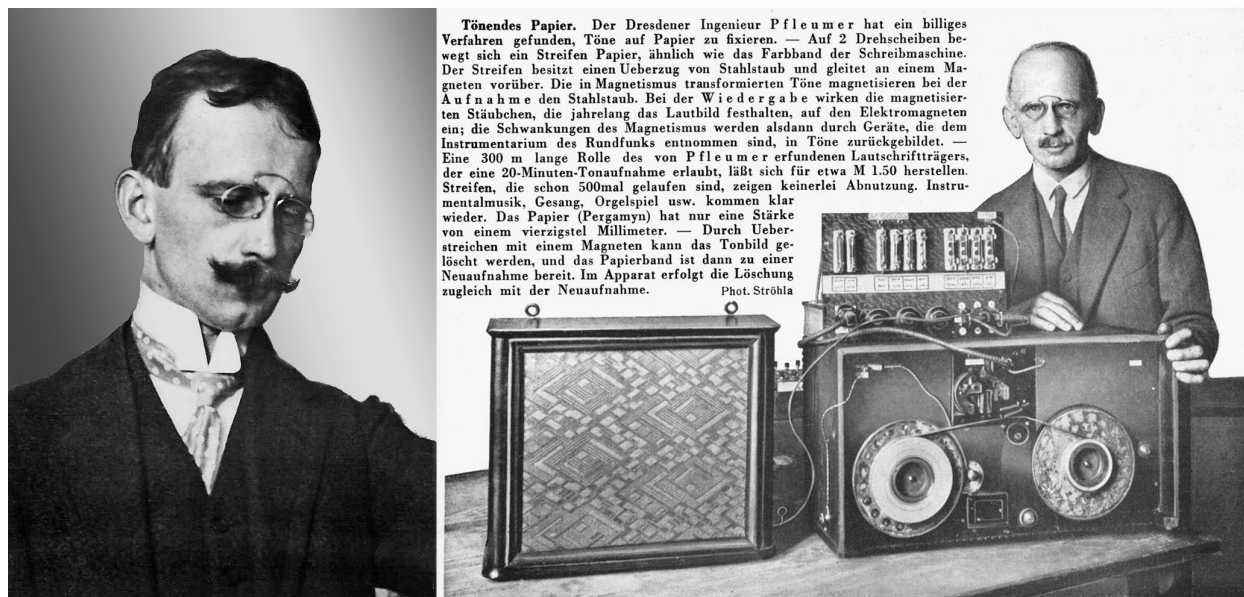 Tönendes Papier. Der Dresdener Ingenieur Pfleumer hat ein billiges
Verfahren gefunden, Töne auf Papier zu fixieren. — Auf 2 Drehscheiben be-
wegt sich ein Streifen Papier, ähnlich wie das Farbband der Schreibmaschine.
Der Streifen besitzt einen Ueberzug von Stahlstaub und gleitet an einem Ma-
gneten vorüber. Die in Magnetismus transformierten Töne magnetisieren bei der
Aufnahme den Stahlstaub. Bei der Wiedergabe wirken die magnetisier-
ten Stäubchen, die jahrelang das Lautbild festhalten, auf den Elektromagneten
ein; die Schwankungen des Magnetismus werden alsdann durch Geräte, die dem
Instrumentarium des Rundfunks entnommen sind, in Töne zurückgebildet. —
Eine 300 m lange Rolle des von Pfleumer erfundenen Lautschriftträgers,
der eine 20-Minuten-Tonaufnahme erlaubt, läßt sich für etwa M 1.50 herstellen.
Streifen, die schon 500mal gelaufen sind, zeigen keinerlei Abnutzung. Instru-
mentalmusik, Gesang, Orgelspiel usw. kommen klar
wieder. Das Papier (Pergamyn) hat nur eine Stärke
von einem vierzigstel Millimeter. — Durch Ueber-
streichen mit einem Magneten kann das Tonbild ge-
löscht werden, und das Papierband ist dann zu einer
Neuaufnahme bereit. Im Apparat erfolgt die Löschung
zugleich mit der Neuaufnahme.
Phot. Ströhla